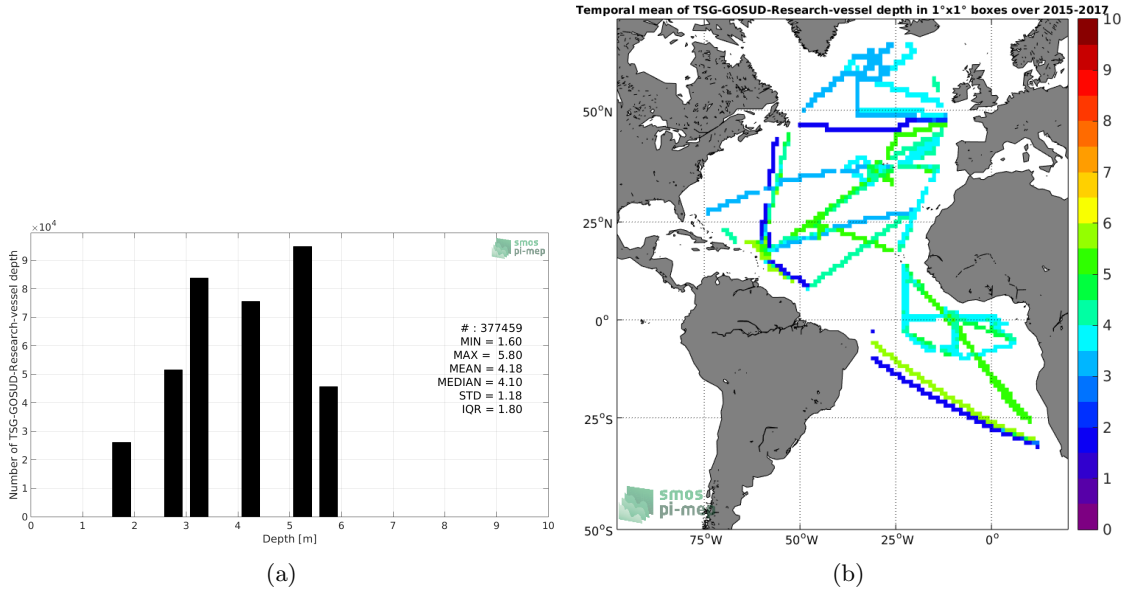 ×10⁴
Number of TSG-GOSUD-Research-vessel depth
9
8
7
6
5
4
3
2
1
0
0 1 2 3 4 5 6 7 8 9 10
Depth [m]
smos
pi-mep
# : 377459
MIN = 1.60
MAX = 5.80
MEAN = 4.18
MEDIAN = 4.10
STD = 1.18
IQR = 1.80
(a)
Temporal mean of TSG-GOSUD-Research-vessel depth in 1°x1° boxes over 2015-2017
50°N
25°N
0°
25°S
50°S
75°W 50°W 25°W 0°
smos
pi-mep
10
9
8
7
6
5
4
3
2
1
0
(b)